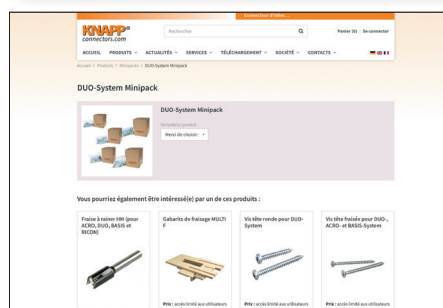 Connecteur d'idées...
KNAPP®
connectors.com
Rechercher
Panier (0) Se connecter
ACCUEIL PRODUITS ACTUALITÉS SERVICES TÉLÉCHARGEMENT SOCIÉTÉ CONTACTS
Accueil / Produits / Minipacks / DUO-System Minipack
DUO-System Minipack
DUO-System Minipack
Merci de choisir:
Vous pourriez également être intéressé(e) par un de ces produits :
Fraise à rainer HM (pour ACRO, DUO, BASIS et RICON)
Gabarits de fraisage MULTI F
Vis tête ronde pour DUO-System
Vis tête fraisée pour DUO-, ACRO- et BASIS-System
Prix : accès limité aux utilisateurs
Prix : accès limité aux utilisateurs
Prix : accès limité aux utilisateurs